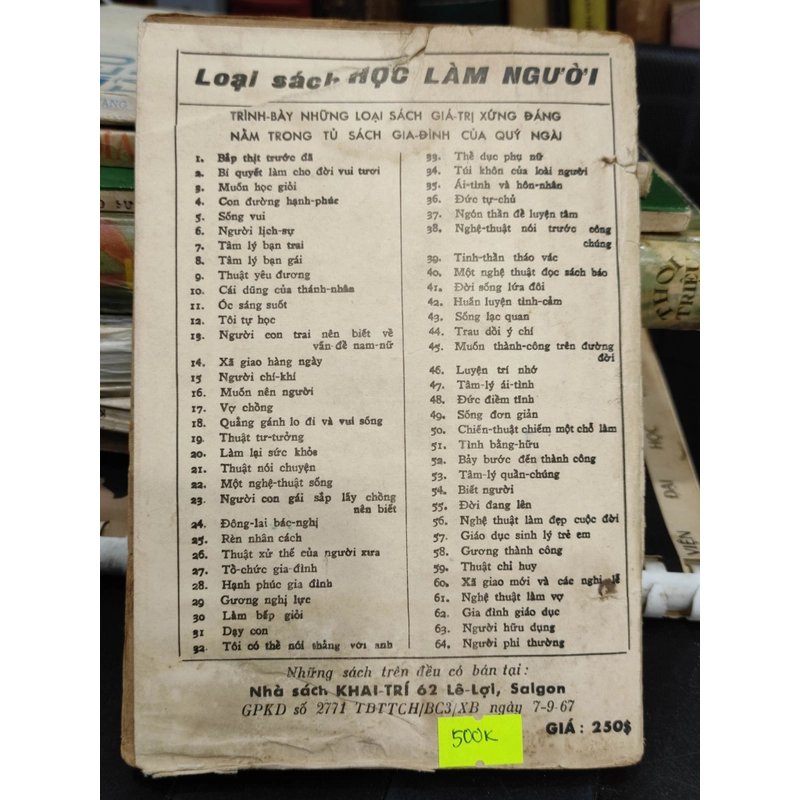 Loại sách HỌC LÀM NGƯỜI
TRÌNH-BÀY NHỮNG LOẠI SÁCH GIÁ-TRỊ XỨNG ĐÁNG
NẰM TRONG TỦ SÁCH GIA-ĐÌNH CỦA QUÝ NGÀI
1. Bắp thịt trước đã
2. Bí quyết làm cho đời vui tươi
3. Muốn học giỏi
4. Con đường hạnh-phúc
5. Sống vui
6. Người lịch-sự
7. Tâm lý bạn trai
8. Tâm lý bạn gái
9. Thuật yêu đương
10. Cái dũng của thánh-nhân
11. Óc sáng suốt
12. Tôi tự học
13. Người con trai nên biết về
vấn-đề nam-nữ
14. Xã giao hàng ngày
15 Người chí-khí
16. Muốn nên người
17. Vợ chồng
18. Quẳng gánh lo đi và vui sống
19. Thuật tư-tưởng
20. Làm lại sức khỏe
21. Thuật nói chuyện
22. Một nghệ-thuật sống
23. Người con gái sắp lấy chồng
nên biết
24. Đông-lai bác-nghị
25. Rèn nhân cách
26. Thuật xử thế của người xưa
27. Tổ-chức gia-đình
28. Hạnh phúc gia đình
29 Gương nghị lực
30 Làm bếp giỏi
31 Dạy con
32. Tôi có thể nói thẳng với anh
33. Thể dục phụ nữ
34. Túi khôn của loài người
35. Ái-tình và hôn-nhân
36. Đức tự-chủ
37. Ngón thần để luyện tâm
38. Nghệ-thuật nói trước công
chúng
39. Tinh-thần tháo vác
40. Một nghệ thuật đọc sách báo
41. Đời sống lứa đôi
42. Huấn luyện tình-cảm
43. Sống lạc quan
44. Trau dồi ý chí
45. Muốn thành-công trên đường
đời
46. Luyện trí nhớ
47. Tâm-lý ái-tình
48. Đức điềm tĩnh
49. Sống đơn giản
50. Chiến-thuật chiếm một chỗ làm
51. Tình bằng-hữu
52. Bảy bước đến thành công
53. Tâm-lý quần-chúng
54. Biết người
55. Đời đang lên
56. Nghệ thuật làm đẹp cuộc đời
57. Giáo dục sinh lý trẻ em
58. Gương thành công
59. Thuật chỉ huy
60. Xã giao mới và các nghi lễ
61. Nghệ thuật làm vợ
62. Gia đình giáo dục
63. Người hữu dụng
64. Người phi thường
Những sách trên đều có bán tại:
Nhà sách KHAI-TRÍ 62 Lê-Lợi, Saigon
GPKD số 2771 TBTTCH/BC3/XB ngày 7-9-67
GIÁ : 250$
500K
VIỆN ĐẠI HỌC